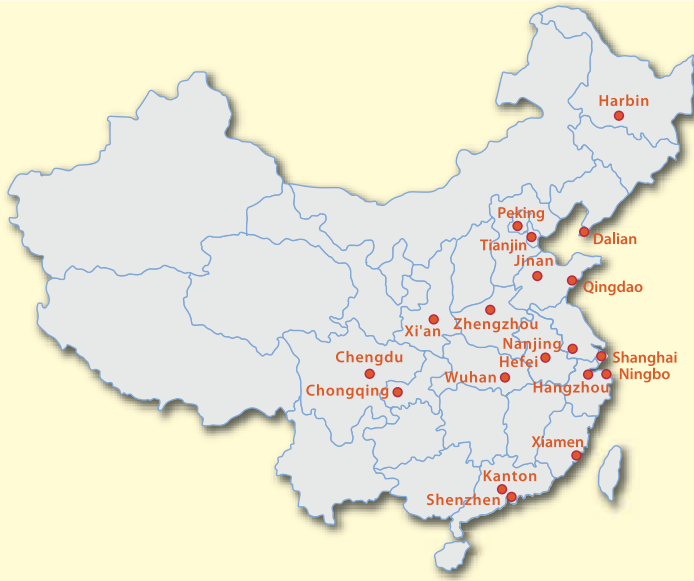 Harbin
Peking
Tianjin
Dalian
Jinan
Qingdao
Xi'an
Zhengzhou
Nanjing
Shanghai
Chengdu
Hefei
Wuhan
Ningbo
Chongqing
Hangzhou
Xiamen
Kanton
Shenzhen